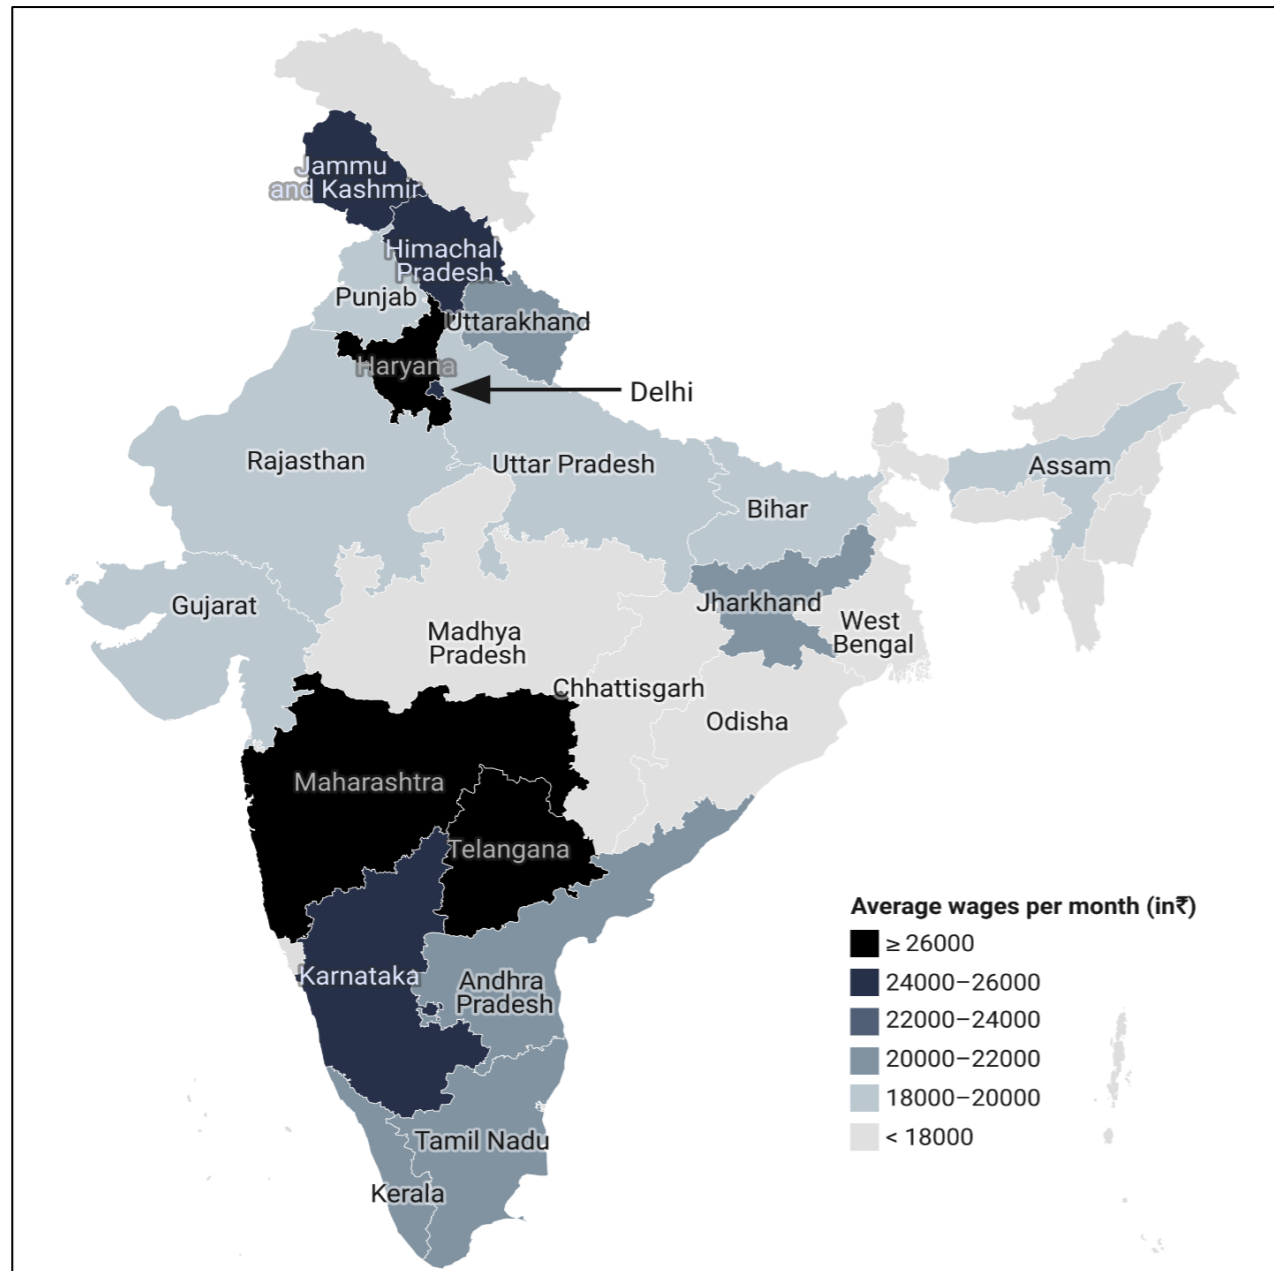 Jammu
and Kashmir
Himachal
Pradesh
Punjab
Uttarakhand
Haryana
Delhi
Rajasthan
Uttar Pradesh
Assam
Bihar
Gujarat
Jharkhand
Madhya
Pradesh
West
Bengal
Chhattisgarh
Odisha
Maharashtra
Telangana
Karnataka
Andhra
Pradesh
Tamil Nadu
Kerala
Average wages per month (in₹)
≥ 26000
24000–26000
22000–24000
20000–22000
18000–20000
< 18000